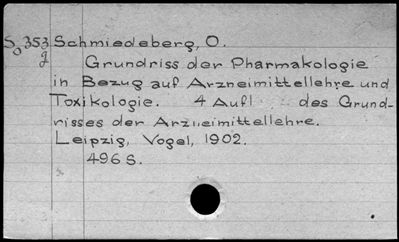 So 353 Schmiedeberg, O.
g Grundriss der Pharmakologie
in Bezug auf Arzneimittellehre und
Toxikologie. 4 Aufl des Grund-
risses der Arzneimittellehre.
Leipzig, Vogel, 1902.
496 S.